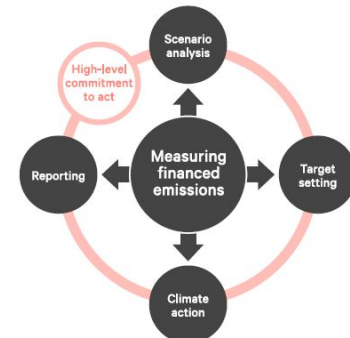 Scenario
analysis
High-level
commitment
to act
Measuring
financed
emissions
Reporting
Target
setting
Climate
action